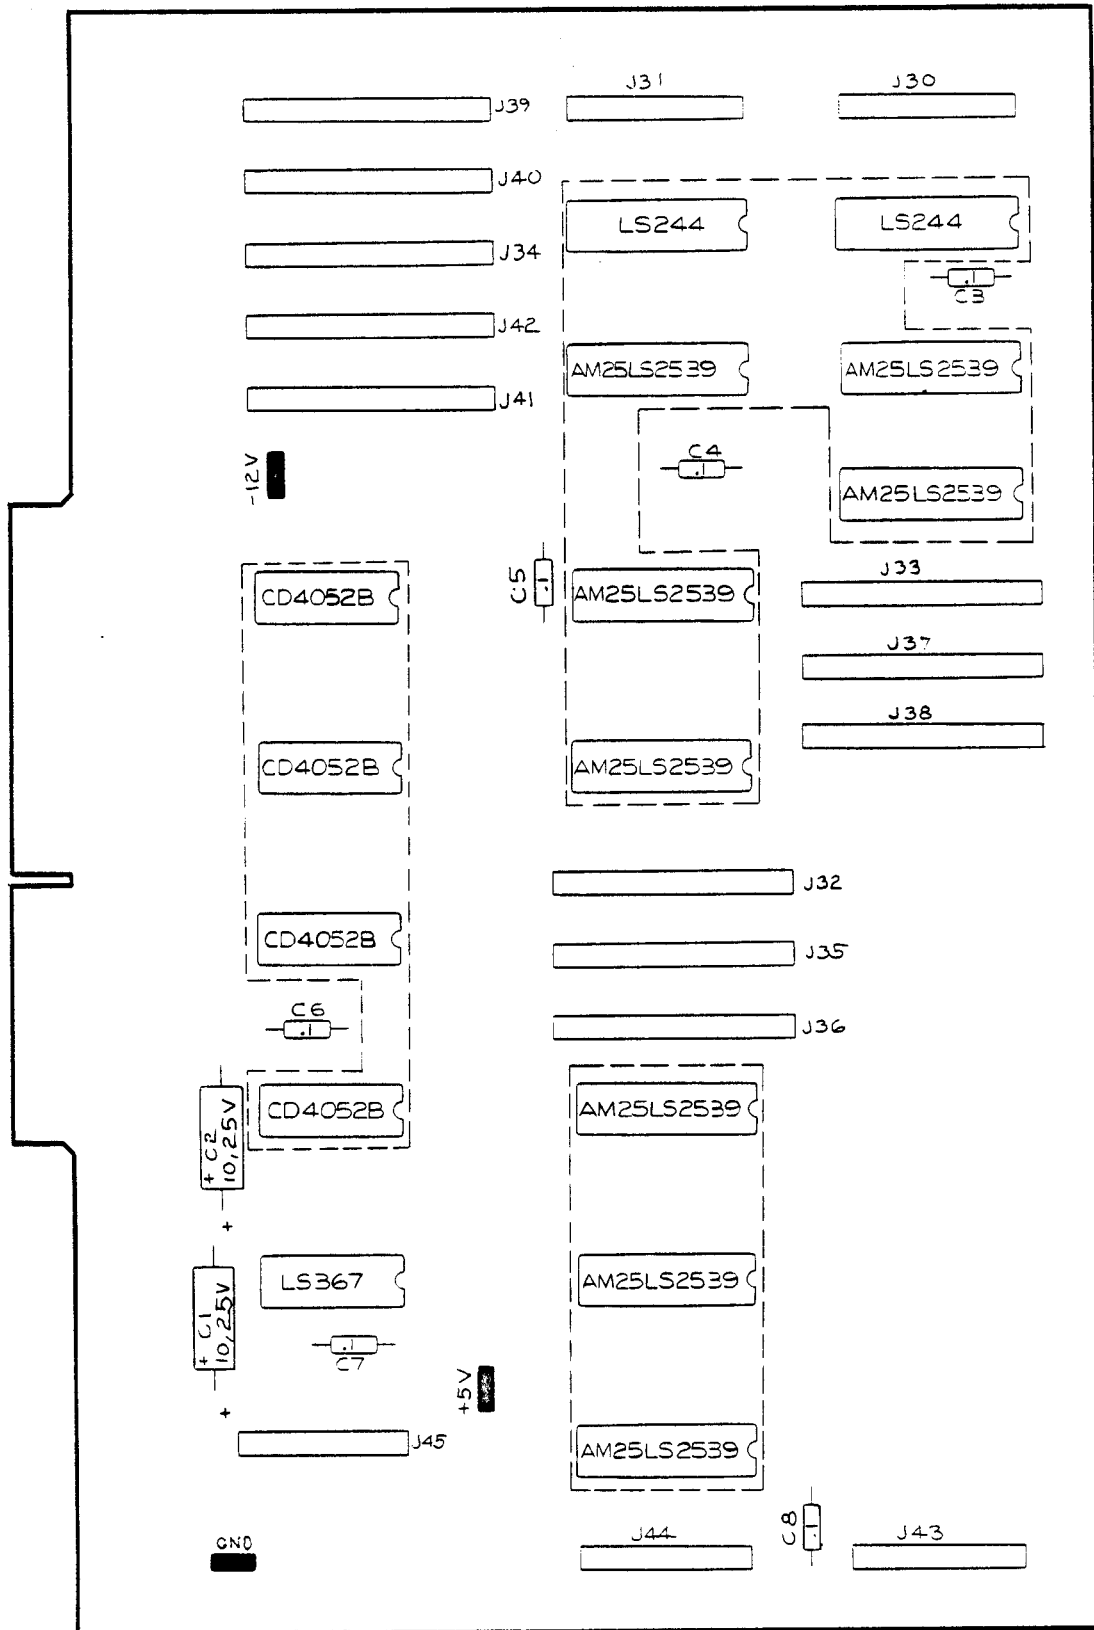 J39
J31
J30
J40
LS244
LS244
J34
.1
C3
J42
AM25LS2539
AM25LS2539
J41
C4
.1
-12V
AM25LS2539
J33
C5
.1
CD4052B
AM25LS2539
J37
J38
CD4052B
AM25LS2539
J32
CD4052B
J35
C6
.1
J36
+ C2
10,25V
CD4052B
AM25LS2539
+
+ C1
10,25V
LS367
AM25LS2539
.1
C7
+5V
+
J45
AM25LS2539
C8
.1
GND
J44
J43